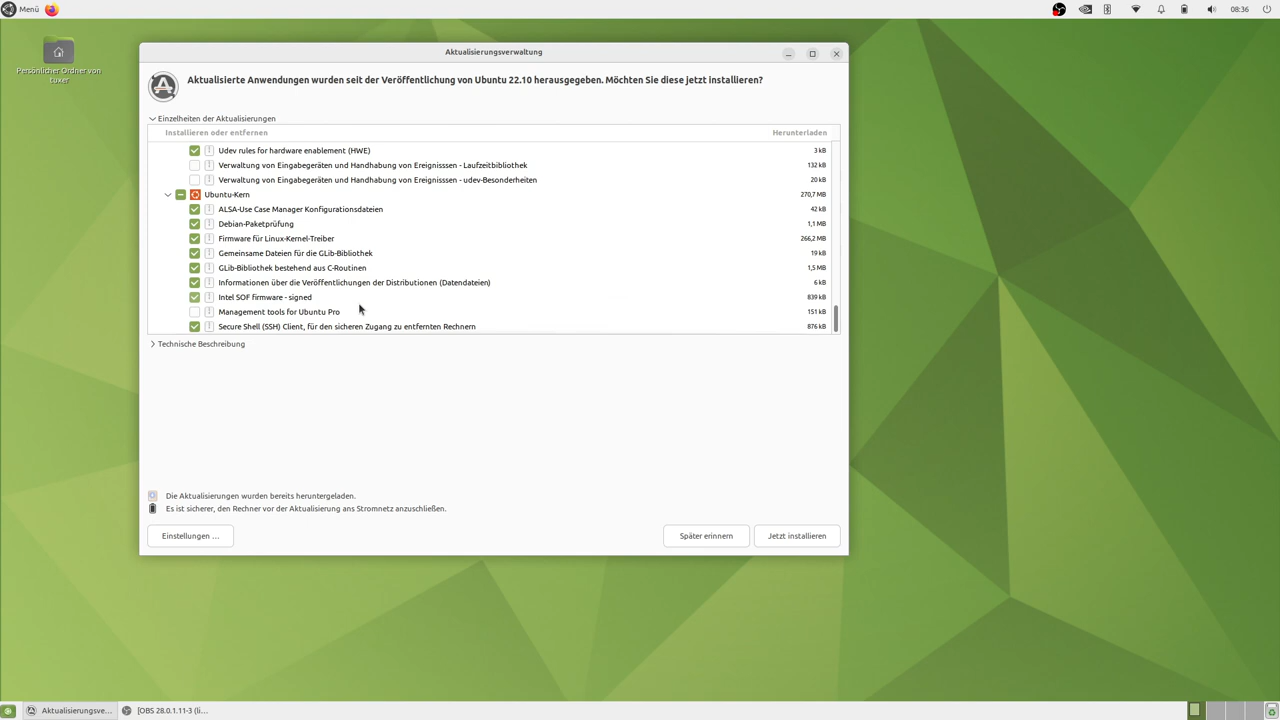 Menü
08:36
Persönlicher Ordner von
tuxer
Aktualisierungsverwaltung
Aktualisierte Anwendungen wurden seit der Veröffentlichung von Ubuntu 22.10 herausgegeben. Möchten Sie diese jetzt installieren?
Einzelheiten der Aktualisierungen
Installieren oder entfernen Herunterladen
Udev rules for hardware enablement (HWE) 3 kB
Verwaltung von Eingabegeräten und Handhabung von Ereignisssen - Laufzeitbibliothek 132 kB
Verwaltung von Eingabegeräten und Handhabung von Ereignisssen - udev-Besonderheiten 20 kB
Ubuntu-Kern 270,7 MB
ALSA-Use Case Manager Konfigurationsdateien 42 kB
Debian-Paketprüfung 1,1 MB
Firmware für Linux-Kernel-Treiber 266,2 MB
Gemeinsame Dateien für die GLib-Bibliothek 19 kB
GLib-Bibliothek bestehend aus C-Routinen 1,5 MB
Informationen über die Veröffentlichungen der Distributionen (Datendateien) 6 kB
Intel SOF firmware - signed 839 kB
Management tools for Ubuntu Pro 151 kB
Secure Shell (SSH) Client, für den sicheren Zugang zu entfernten Rechnern 876 kB
Technische Beschreibung
Die Aktualisierungen wurden bereits heruntergeladen.
Es ist sicherer, den Rechner vor der Aktualisierung ans Stromnetz anzuschließen.
Einstellungen ... Später erinnern Jetzt installieren
Aktualisierungsve... [OBS 28.0.1.11-3 (li...